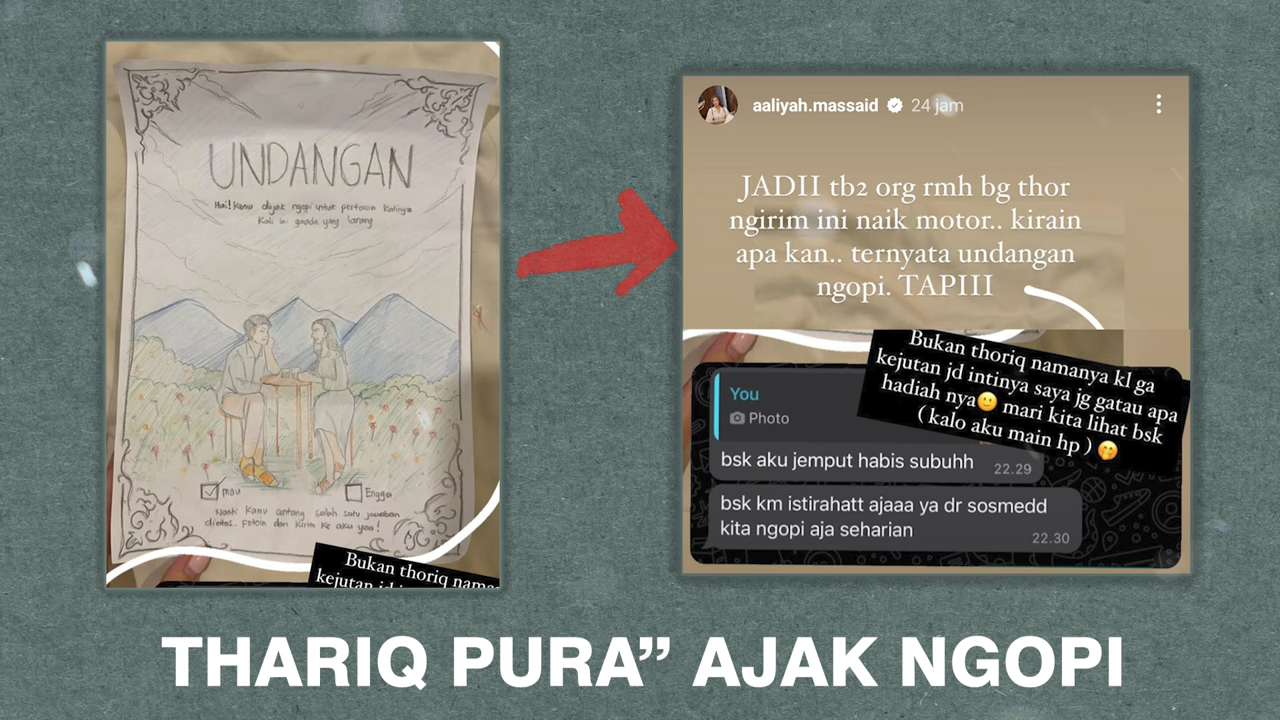 UNDANGAN
Hai! Kamu diajak ngopi untuk pertama kalinya
Kali ini gaada yang larang
mau
Engga
Nanti kamu centang salah satu jawaban
diatas.. fotoin dan kirim ke aku yaa!
Bukan thoriq nama
aaliyah.massaid 24 jam
JADII tb2 org rmh bg thor
ngirim ini naik motor.. kirain
apa kan.. ternyata undangan
ngopi. TAPIII
Bukan thoriq namanya kl ga
kejutan jd intinya saya jg gatau apa
hadiah nya🙂 mari kita lihat bsk
( kalo aku main hp ) 🤭
You
Photo
bsk aku jemput habis subuhh 22.29
bsk km istirahatt ajaaa ya dr sosmedd
kita ngopi aja seharian 22.30
THARIQ PURA” AJAK NGOPI